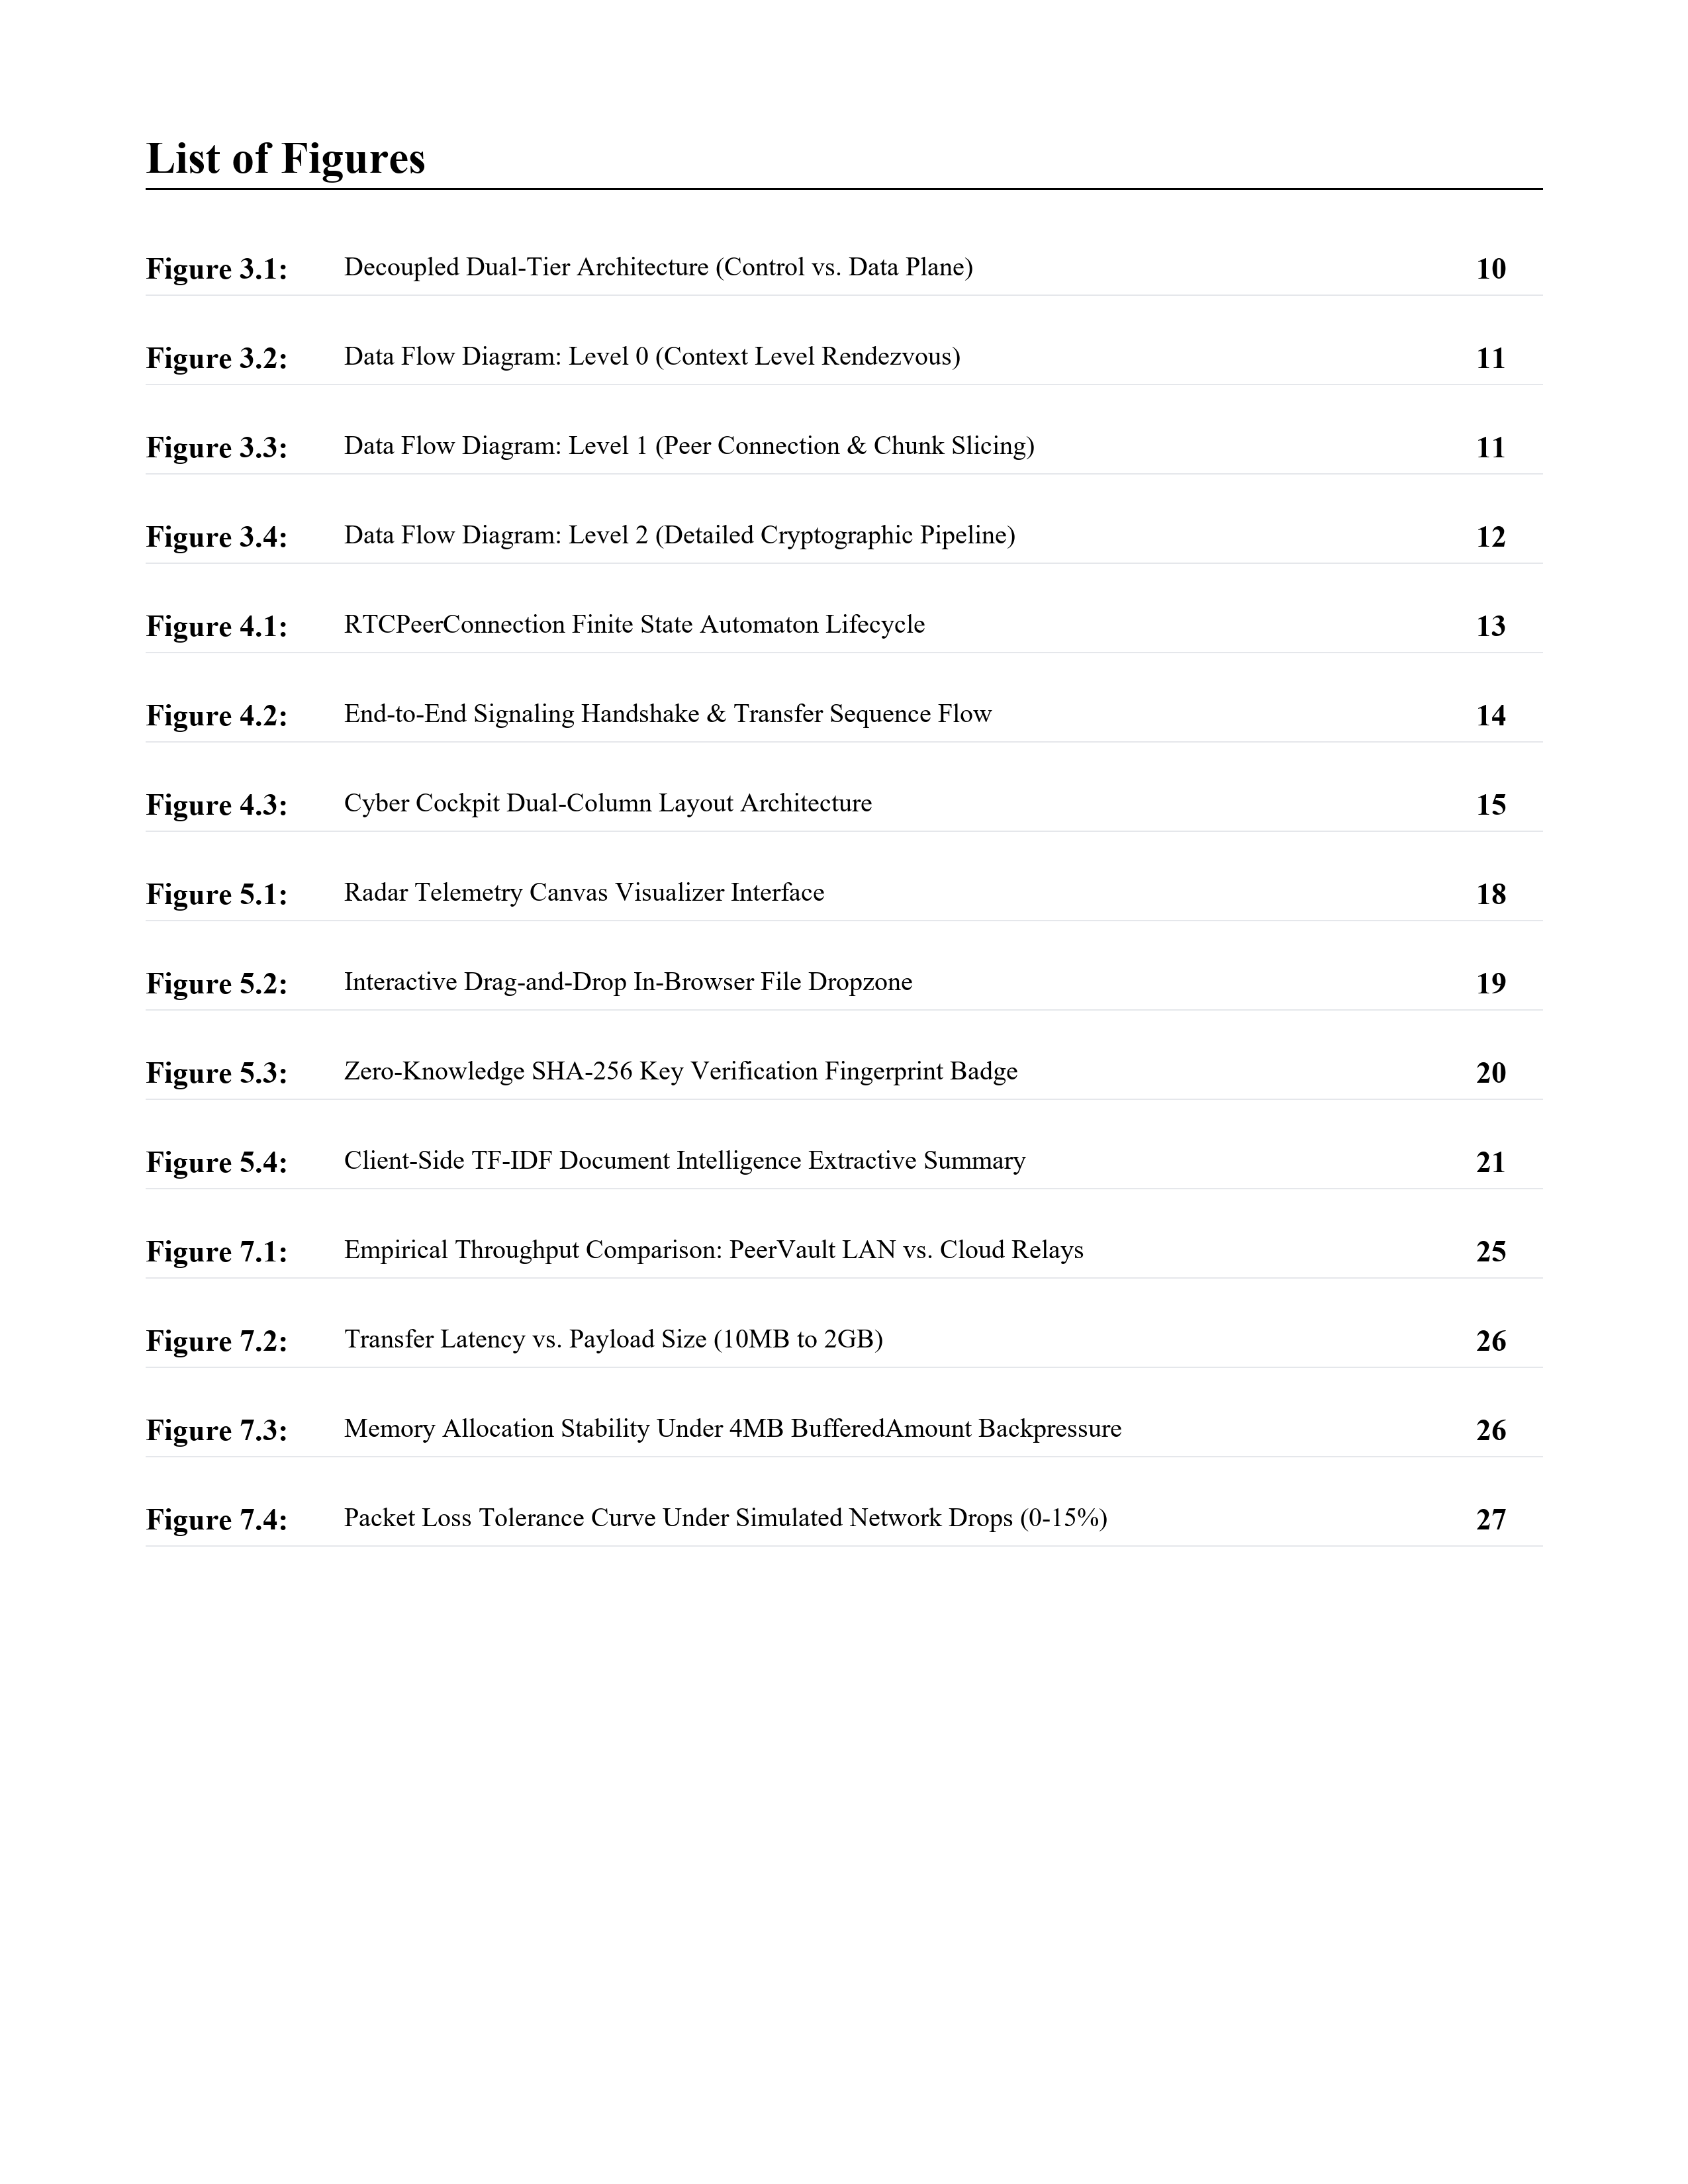 List of Figures
Figure 3.1: Decoupled Dual-Tier Architecture (Control vs. Data Plane) 10
Figure 3.2: Data Flow Diagram: Level 0 (Context Level Rendezvous) 11
Figure 3.3: Data Flow Diagram: Level 1 (Peer Connection & Chunk Slicing) 11
Figure 3.4: Data Flow Diagram: Level 2 (Detailed Cryptographic Pipeline) 12
Figure 4.1: RTCPeerConnection Finite State Automaton Lifecycle 13
Figure 4.2: End-to-End Signaling Handshake & Transfer Sequence Flow 14
Figure 4.3: Cyber Cockpit Dual-Column Layout Architecture 15
Figure 5.1: Radar Telemetry Canvas Visualizer Interface 18
Figure 5.2: Interactive Drag-and-Drop In-Browser File Dropzone 19
Figure 5.3: Zero-Knowledge SHA-256 Key Verification Fingerprint Badge 20
Figure 5.4: Client-Side TF-IDF Document Intelligence Extractive Summary 21
Figure 7.1: Empirical Throughput Comparison: PeerVault LAN vs. Cloud Relays 25
Figure 7.2: Transfer Latency vs. Payload Size (10MB to 2GB) 26
Figure 7.3: Memory Allocation Stability Under 4MB BufferedAmount Backpressure 26
Figure 7.4: Packet Loss Tolerance Curve Under Simulated Network Drops (0-15%) 27